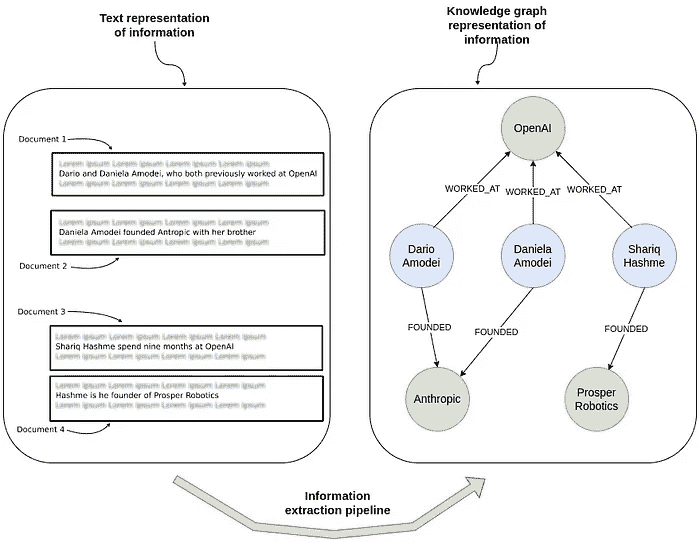 Text representation
of information
Knowledge graph
representation of
information
Document 1
Lorem ipsum Lorem ipsum Lorem ipsum Lorem ipsum
Dario and Daniela Amodei, who both previously worked at OpenAI
Lorem ipsum Lorem ipsum Lorem ipsum Lorem ipsum
Lorem ipsum Lorem ipsum Lorem ipsum Lorem ipsum
Daniela Amodei founded Antropic with her brother
Lorem ipsum Lorem ipsum Lorem ipsum Lorem ipsum
Document 2
Document 3
Lorem ipsum Lorem ipsum Lorem ipsum Lorem ipsum
Shariq Hashme spend nine months at OpenAI
Lorem ipsum Lorem ipsum Lorem ipsum Lorem ipsum
Lorem ipsum Lorem ipsum Lorem ipsum Lorem ipsum
Hashme is he founder of Prosper Robotics
Lorem ipsum Lorem ipsum Lorem ipsum Lorem ipsum
Document 4
OpenAI
WORKED_AT
WORKED_AT
WORKED_AT
Dario
Amodei
Daniela
Amodei
Shariq
Hashme
FOUNDED
FOUNDED
FOUNDED
Anthropic
Prosper
Robotics
Information
extraction pipeline